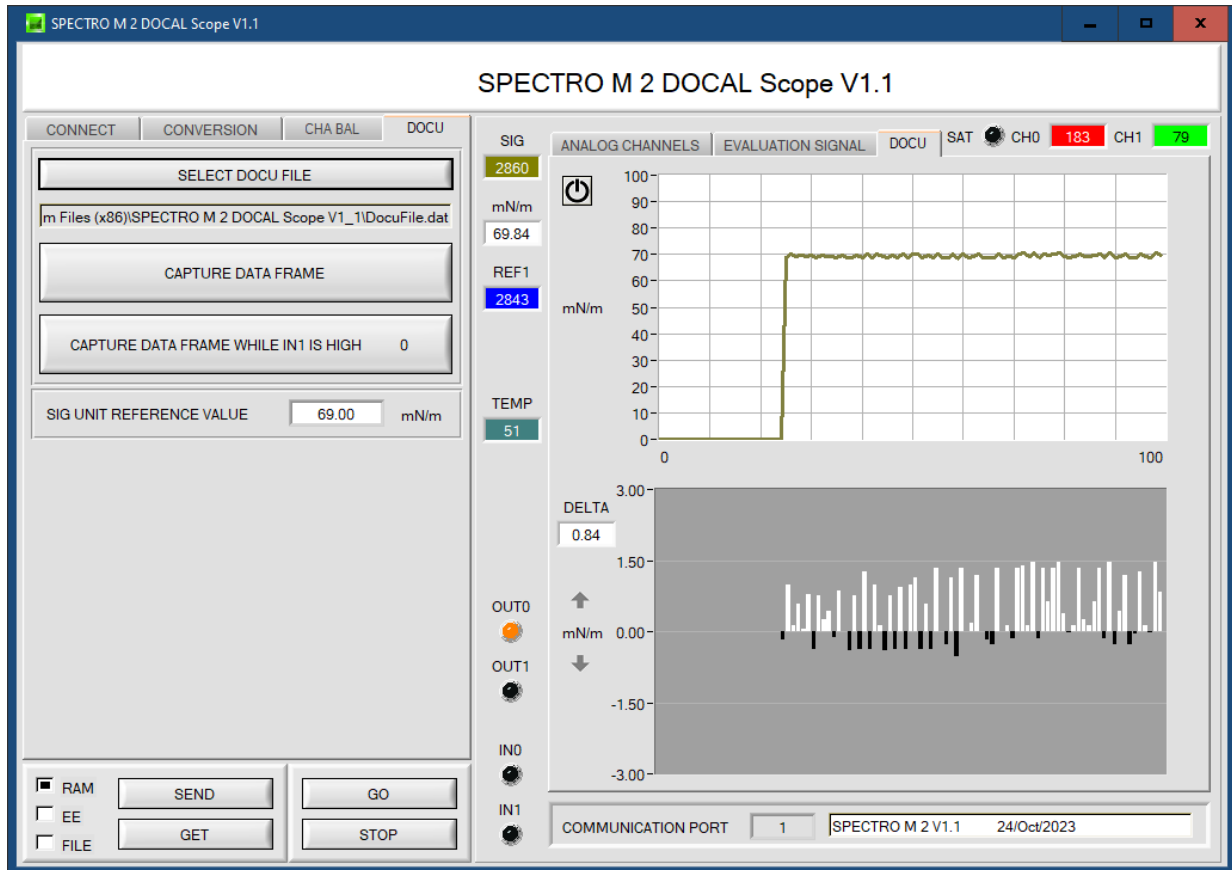 SPECTRO M 2 DOCAL Scope V1.1
SPECTRO M 2 DOCAL Scope V1.1
CONNECT CONVERSION CHA BAL DOCU
SELECT DOCU FILE
m Files (x86)\SPECTRO M 2 DOCAL Scope V1_1\DocuFile.dat
CAPTURE DATA FRAME
CAPTURE DATA FRAME WHILE IN1 IS HIGH 0
SIG UNIT REFERENCE VALUE 69.00 mN/m
RAM
EE
FILE
SEND
GET
GO
STOP
SIG
2860
mN/m
69.84
REF1
2843
TEMP
51
OUT0
OUT1
IN0
IN1
ANALOG CHANNELS EVALUATION SIGNAL DOCU SAT CH0 183 CH1 79
100
90
80
70
60
mN/m 50
40
30
20
10
0
0 100
3.00
DELTA
0.84
1.50
mN/m 0.00
-1.50
-3.00
COMMUNICATION PORT 1 SPECTRO M 2 V1.1 24/Oct/2023